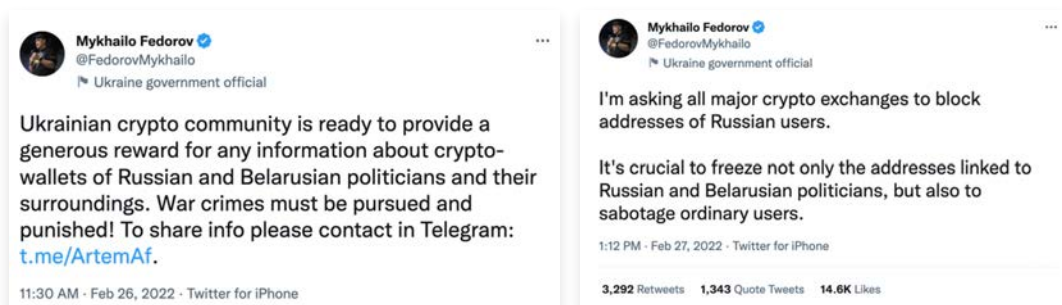 Mykhailo Fedorov
@FedorovMykhailo
Ukraine government official
Ukrainian crypto community is ready to provide a
generous reward for any information about crypto-
wallets of Russian and Belarusian politicians and their
surroundings. War crimes must be pursued and
punished! To share info please contact in Telegram:
t.me/ArtemAf.
11:30 AM · Feb 26, 2022 · Twitter for iPhone
Mykhailo Fedorov
@FedorovMykhailo
Ukraine government official
I'm asking all major crypto exchanges to block
addresses of Russian users.
It's crucial to freeze not only the addresses linked to
Russian and Belarusian politicians, but also to
sabotage ordinary users.
1:12 PM · Feb 27, 2022 · Twitter for iPhone
3,292 Retweets 1,343 Quote Tweets 14.6K Likes